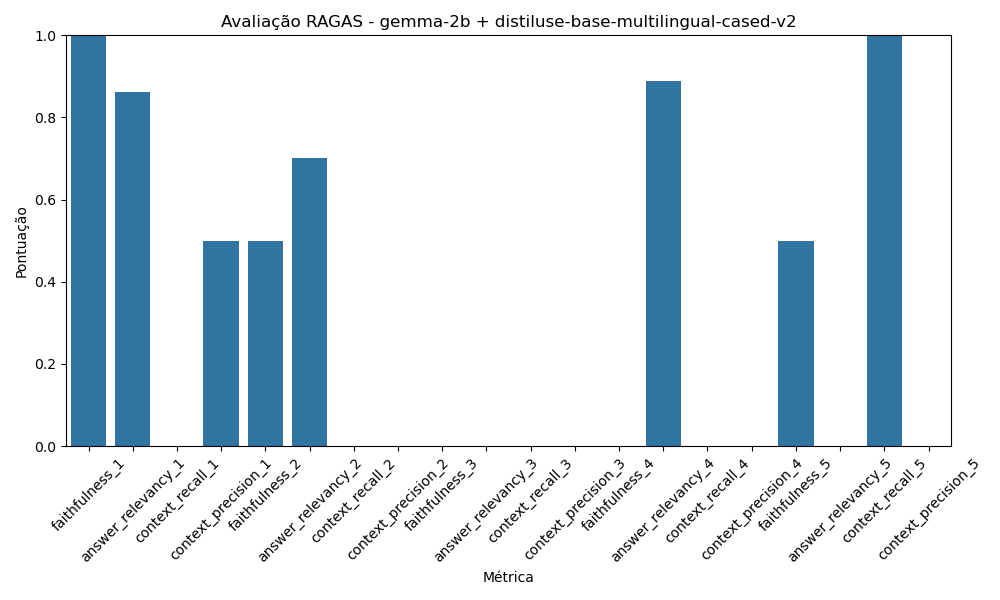 Avaliação RAGAS - gemma-2b + distiluse-base-multilingual-cased-v2
Pontuação
1.0
0.8
0.6
0.4
0.2
0.0
faithfulness_1
answer_relevancy_1
context_recall_1
context_precision_1
faithfulness_2
answer_relevancy_2
context_recall_2
context_precision_2
faithfulness_3
answer_relevancy_3
context_recall_3
context_precision_3
faithfulness_4
answer_relevancy_4
context_recall_4
context_precision_4
faithfulness_5
answer_relevancy_5
context_recall_5
context_precision_5
Métrica